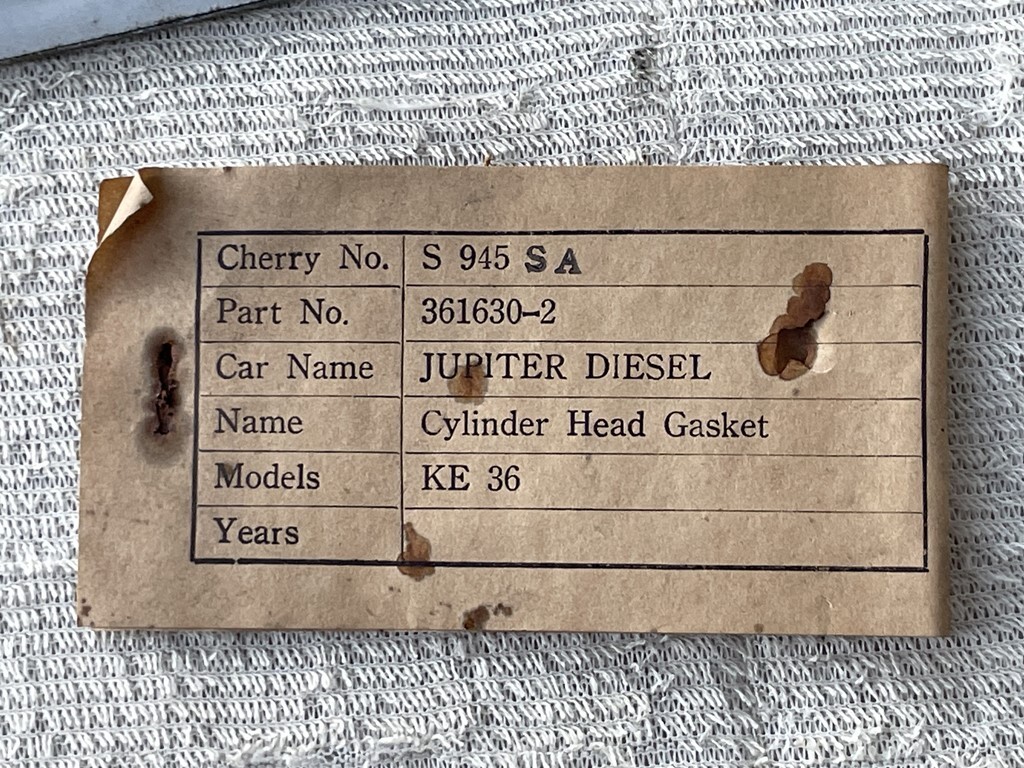 Cherry No. S 945 SA
Part No. 361630-2
Car Name JUPITER DIESEL
Name Cylinder Head Gasket
Models KE 36
Years